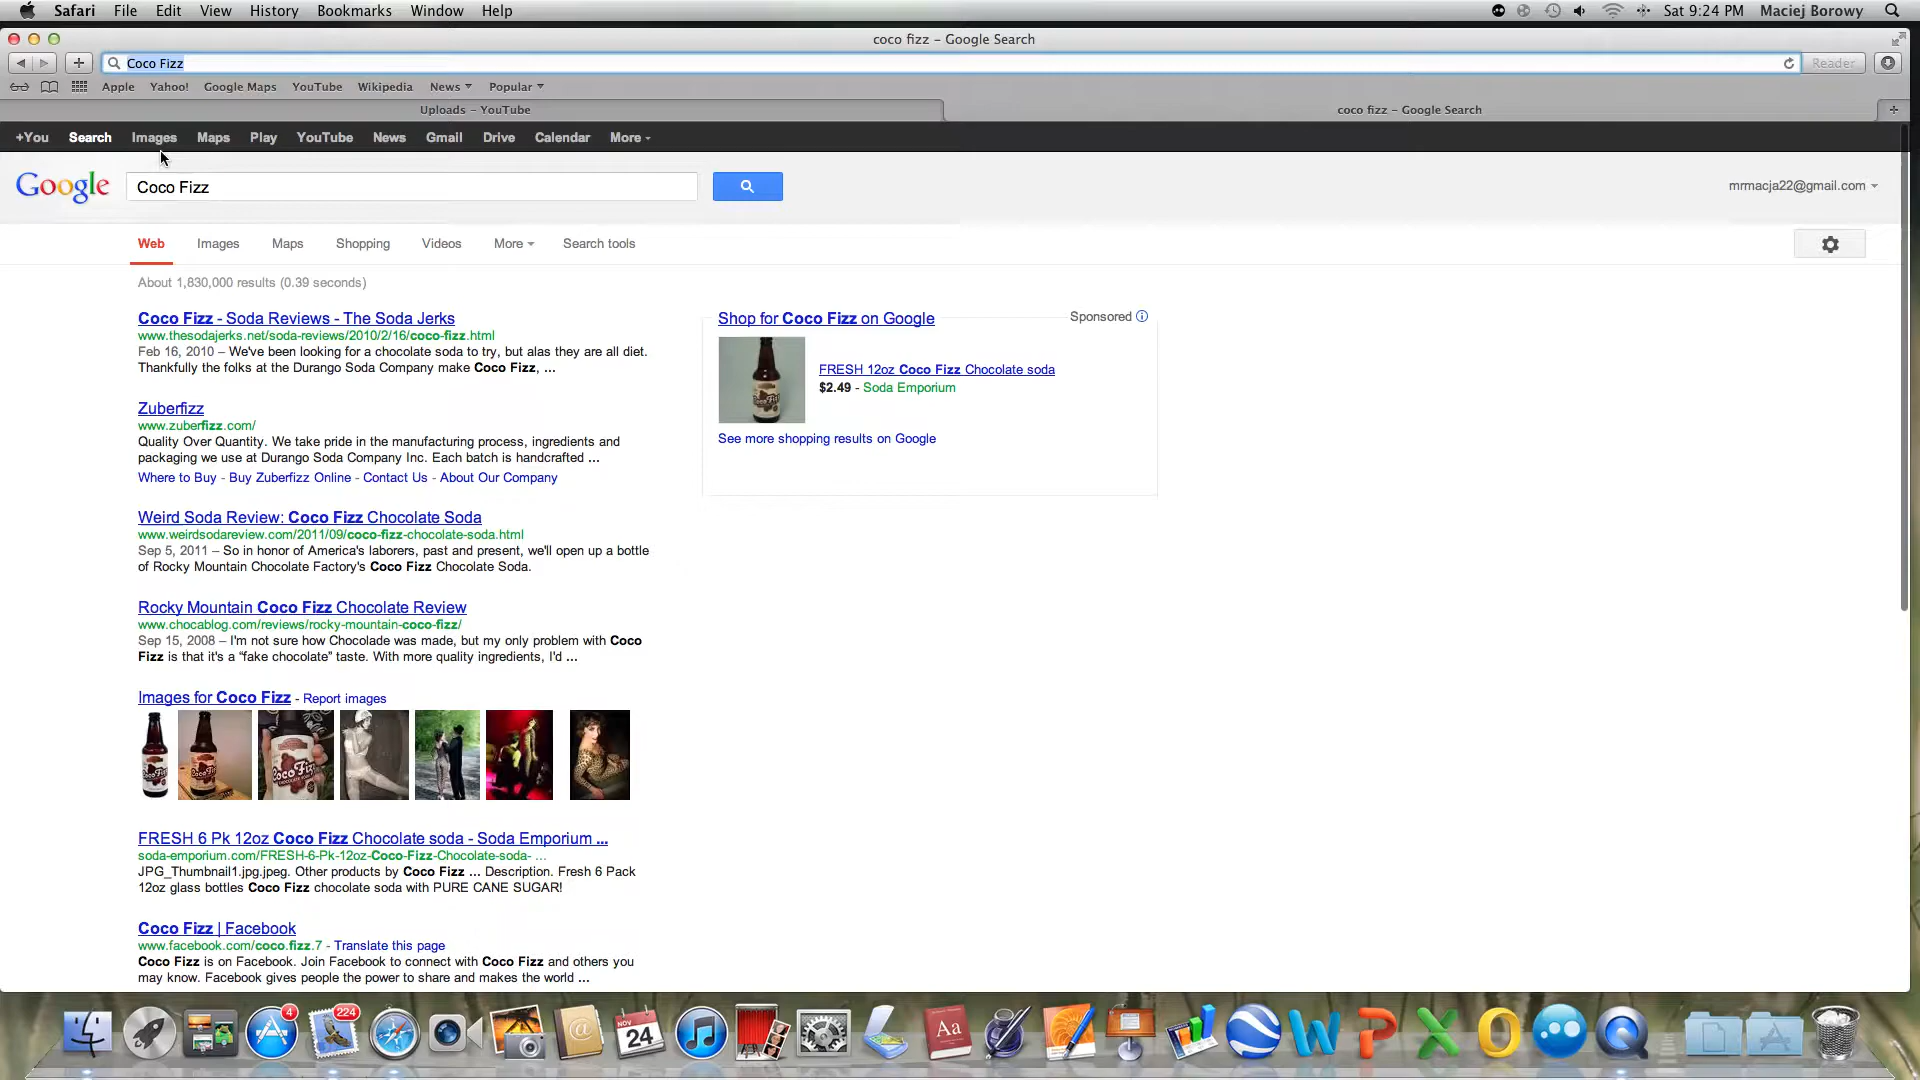 Safari File Edit View History Bookmarks Window Help Sat 9:24 PM Maciej Borowy
coco fizz – Google Search
Coco Fizz Reader
Apple Yahoo! Google Maps YouTube Wikipedia News Popular
Uploads – YouTube coco fizz – Google Search
+You Search Images Maps Play YouTube News Gmail Drive Calendar More
Google Coco Fizz mrmacja22@gmail.com
Web Images Maps Shopping Videos More Search tools
About 1,830,000 results (0.39 seconds)
Coco Fizz - Soda Reviews - The Soda Jerks
www.thesodajerks.net/soda-reviews/2010/2/16/coco-fizz.html
Feb 16, 2010 – We've been looking for a chocolate soda to try, but alas they are all diet.
Thankfully the folks at the Durango Soda Company make Coco Fizz, ...
Zuberfizz
www.zuberfizz.com/
Quality Over Quantity. We take pride in the manufacturing process, ingredients and
packaging we use at Durango Soda Company Inc. Each batch is handcrafted ...
Where to Buy - Buy Zuberfizz Online - Contact Us - About Our Company
Weird Soda Review: Coco Fizz Chocolate Soda
www.weirdsodareview.com/2011/09/coco-fizz-chocolate-soda.html
Sep 5, 2011 – So in honor of America's laborers, past and present, we'll open up a bottle
of Rocky Mountain Chocolate Factory's Coco Fizz Chocolate Soda.
Rocky Mountain Coco Fizz Chocolate Review
www.chocablog.com/reviews/rocky-mountain-coco-fizz/
Sep 15, 2008 – I'm not sure how Chocolade was made, but my only problem with Coco
Fizz is that it's a “fake chocolate” taste. With more quality ingredients, I'd ...
Images for Coco Fizz - Report images
FRESH 6 Pk 12oz Coco Fizz Chocolate soda - Soda Emporium ...
soda-emporium.com/FRESH-6-Pk-12oz-Coco-Fizz-Chocolate-soda- ...
JPG_Thumbnail1.jpg.jpeg. Other products by Coco Fizz ... Description. Fresh 6 Pack
12oz glass bottles Coco Fizz chocolate soda with PURE CANE SUGAR!
Coco Fizz | Facebook
www.facebook.com/coco.fizz.7 - Translate this page
Coco Fizz is on Facebook. Join Facebook to connect with Coco Fizz and others you
may know. Facebook gives people the power to share and makes the world ...
Shop for Coco Fizz on Google Sponsored
FRESH 12oz Coco Fizz Chocolate soda
$2.49 - Soda Emporium
See more shopping results on Google
4 224 NOV 24 Aa W P X O